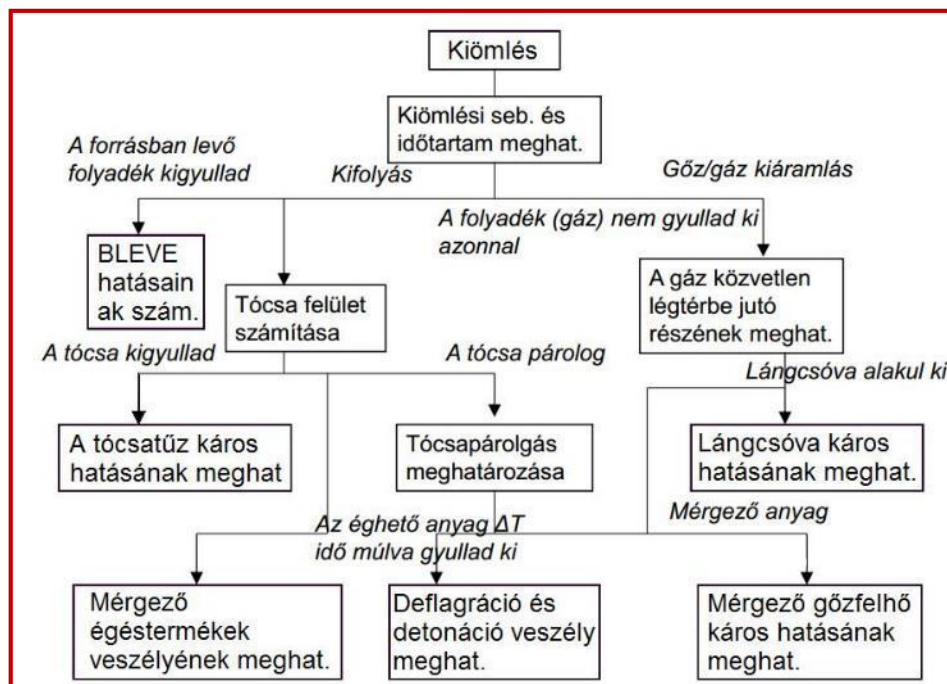 Kiömlés
Kiömlési seb. és
időtartam meghat.
A forrásban levő
folyadék kigyullad
Kifolyás
Gőz/gáz kiáramlás
A folyadék (gáz) nem gyullad ki
azonnal
BLEVE
hatásain
ak szám.
Tócsa felület
számítása
A gáz közvetlen
légtérbe jutó
részének meghat.
A tócsa kigyullad
A tócsa párolog
Lángcsóva alakul ki
A tócsatűz káros
hatásának meghat
Tócsapárolgás
meghatározása
Lángcsóva káros
hatásának meghat.
Az éghető anyag ΔT
idő múlva gyullad ki
Mérgező anyag
Mérgező
égéstermékek
veszélyének meghat.
Deflagráció és
detonáció veszély
meghat.
Mérgező gőzfelhő
káros hatásának
meghat.